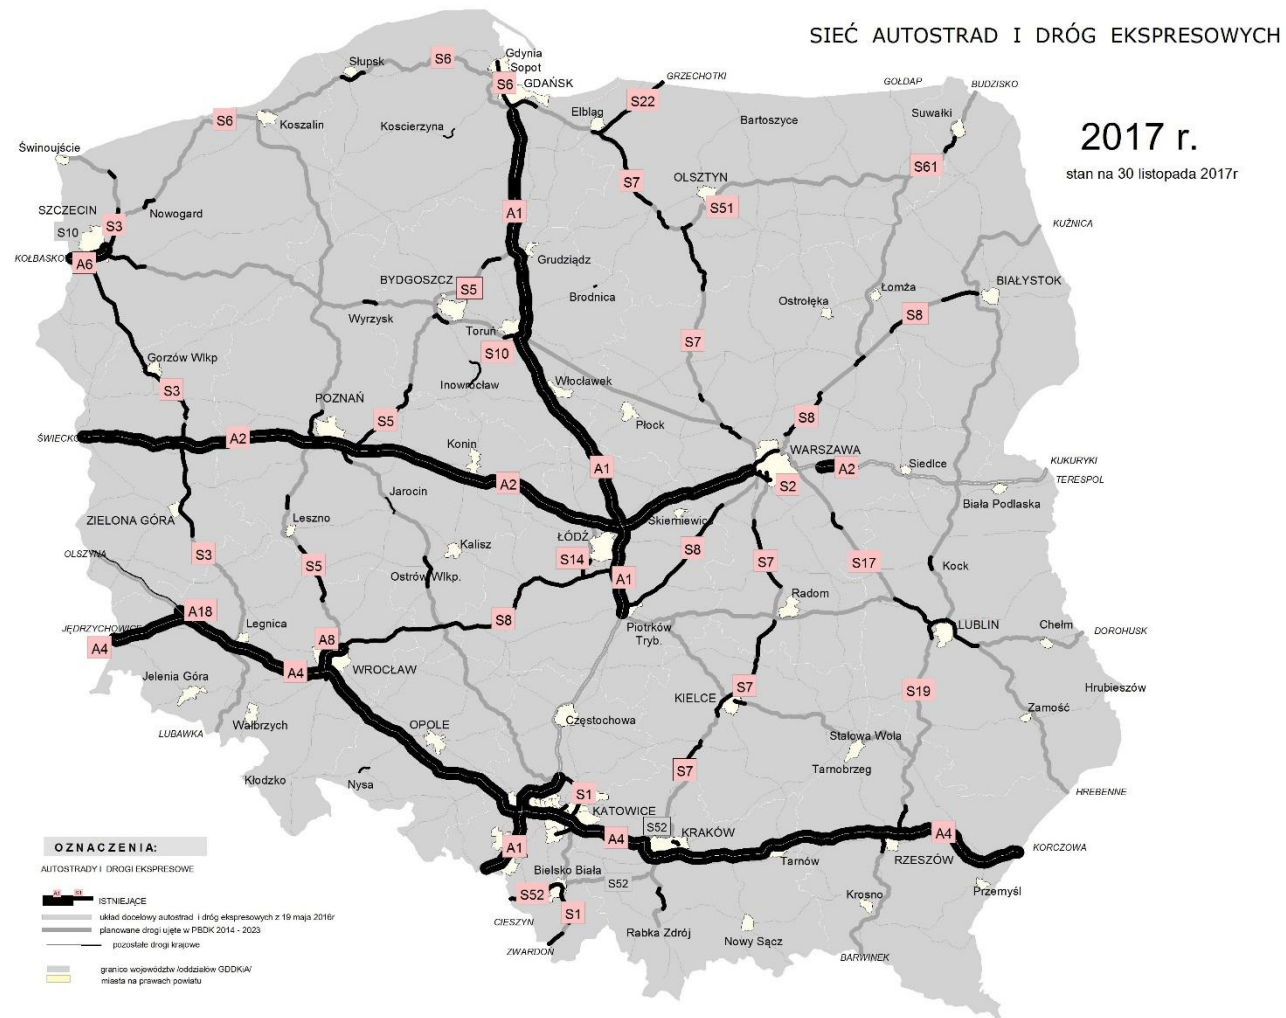 SIEĆ AUTOSTRAD I DRÓG EKSPRESOWYCH
2017 r.
stan na 30 listopada 2017r
Gdynia
Sopot
GDAŃSK
S6
Słupsk
S6
GRZECHOTKI
S22
GOŁDAP
BUDZISKO
Suwałki
S6
Koszalin
Koscierzyna
Elbląg
Bartoszyce
Świnoujście
S61
S7
OLSZTYN
S51
SZCZECIN
S10
S3
Nowogard
A1
KUŹNICA
KOŁBASKO
A6
Grudziądz
BYDGOSZCZ
S5
Brodnica
Ostrołęka
Łomża
BIAŁYSTOK
Wyrzysk
Toruń
S10
S7
S8
Gorzów Wlkp
S3
Inowrocław
Włocławek
POZNAŃ
S5
Płock
S8
ŚWIECKO
A2
Konin
A2
A1
WARSZAWA
S2
A2
Siedlce
KUKURYKI
TERESPOL
Biała Podlaska
Jarocin
ZIELONA GÓRA
Leszno
Skierniewice
ŁÓDŹ
OLSZYNA
S3
S5
Kalisz
S14
S8
S7
S17
Kock
Ostrów Wlkp.
A1
A18
Radom
JĘDRZYCHOWICE
Legnica
A8
S8
Piotrków
Tryb.
LUBLIN
Chełm
DOROHUSK
A4
A4
WROCŁAW
Jelenia Góra
KIELCE
S7
S19
Hrubieszów
Wałbrzych
LUBAWKA
OPOLE
Częstochowa
Zamość
Stalowa Wola
Kłodzko
Nysa
S7
Tarnobrzeg
S1
HREBENNE
KATOWICE
S52
A4
KRAKÓW
A4
A1
Tarnów
RZESZÓW
KORCZOWA
Bielsko Biała
S52
S52
Przemyśl
CIESZYN
S1
Krosno
ZWARDOŃ
Rabka Zdrój
Nowy Sącz
BARWINEK
OZNACZENIA:
AUTOSTRADY I DROGI EKSPRESOWE
A1 S1
ISTNIEJĄCE
układ docelowy autostrad i dróg ekspresowych z 19 maja 2016r
planowane drogi ujęte w PBDK 2014 - 2023
pozostałe drogi krajowe
granice województw /oddziałów GDDKiA/
miasta na prawach powiatu